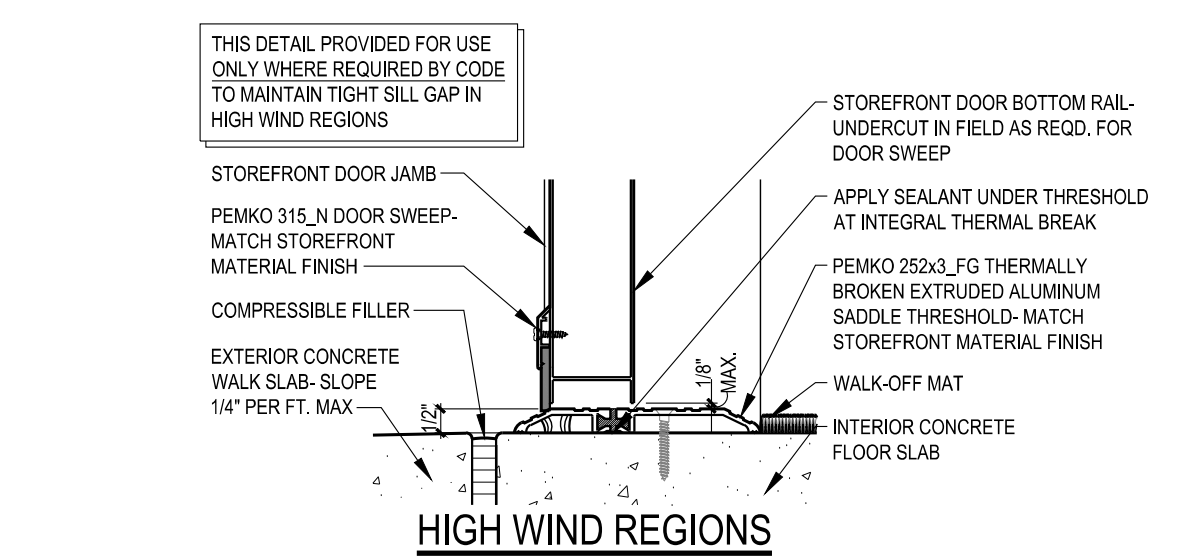 THIS DETAIL PROVIDED FOR USE
ONLY WHERE REQUIRED BY CODE
TO MAINTAIN TIGHT SILL GAP IN
HIGH WIND REGIONS
STOREFRONT DOOR JAMB
PEMKO 315_N DOOR SWEEP-
MATCH STOREFRONT
MATERIAL FINISH
COMPRESSIBLE FILLER
EXTERIOR CONCRETE
WALK SLAB- SLOPE
1/4" PER FT. MAX
1/2"
STOREFRONT DOOR BOTTOM RAIL-
UNDERCUT IN FIELD AS REQD. FOR
DOOR SWEEP
APPLY SEALANT UNDER THRESHOLD
AT INTEGRAL THERMAL BREAK
PEMKO 252x3_FG THERMALLY
BROKEN EXTRUDED ALUMINUM
SADDLE THRESHOLD- MATCH
STOREFRONT MATERIAL FINISH
1/8"
MAX.
WALK-OFF MAT
INTERIOR CONCRETE
FLOOR SLAB
HIGH WIND REGIONS